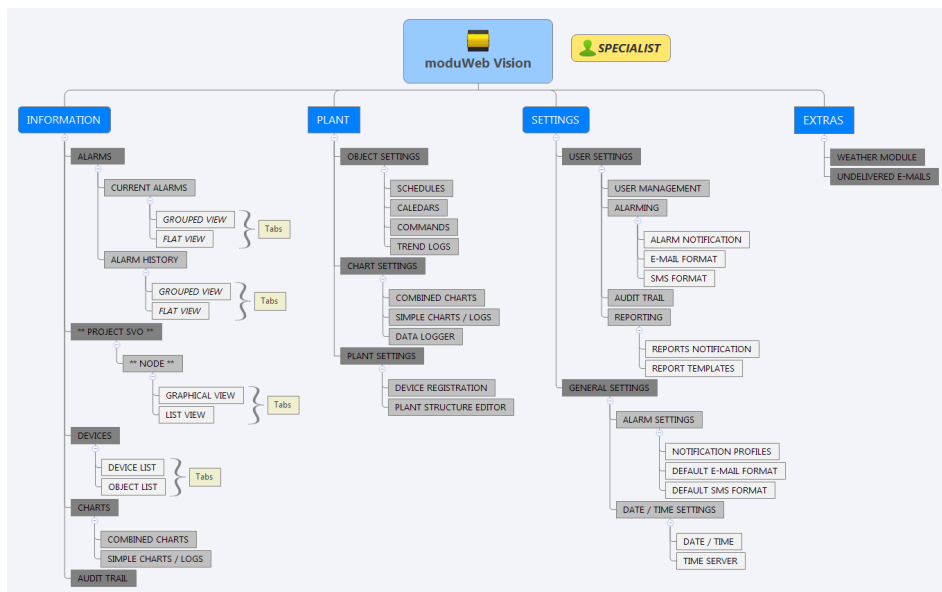 moduWeb Vision
SPECIALIST
INFORMATION
ALARMS
CURRENT ALARMS
GROUPED VIEW
FLAT VIEW
Tabs
ALARM HISTORY
GROUPED VIEW
FLAT VIEW
Tabs
** PROJECT SVO **
** NODE **
GRAPHICAL VIEW
LIST VIEW
Tabs
DEVICES
DEVICE LIST
OBJECT LIST
Tabs
CHARTS
COMBINED CHARTS
SIMPLE CHARTS / LOGS
AUDIT TRAIL
PLANT
OBJECT SETTINGS
SCHEDULES
CALEDARS
COMMANDS
TREND LOGS
CHART SETTINGS
COMBINED CHARTS
SIMPLE CHARTS / LOGS
DATA LOGGER
PLANT SETTINGS
DEVICE REGISTRATION
PLANT STRUCTURE EDITOR
SETTINGS
USER SETTINGS
USER MANAGEMENT
ALARMING
ALARM NOTIFICATION
E-MAIL FORMAT
SMS FORMAT
AUDIT TRAIL
REPORTING
REPORTS NOTIFICATION
REPORT TEMPLATES
GENERAL SETTINGS
ALARM SETTINGS
NOTIFICATION PROFILES
DEFAULT E-MAIL FORMAT
DEFAULT SMS FORMAT
DATE / TIME SETTINGS
DATE / TIME
TIME SERVER
EXTRAS
WEATHER MODULE
UNDELIVERED E-MAILS